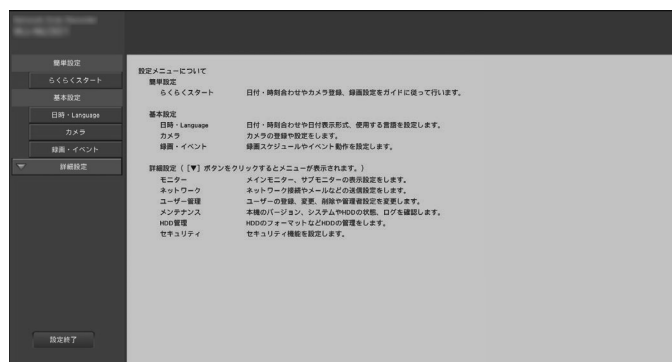 簡単設定
らくらくスタート
基本設定
日時・Language
カメラ
録画・イベント
▼ 詳細設定
設定終了
設定メニューについて
簡単設定
らくらくスタート 日付・時刻合わせやカメラ登録、録画設定をガイドに従って行います。
基本設定
日時・Language 日付・時刻合わせや日付表示形式、使用する言語を設定します。
カメラ カメラの登録や設定をします。
録画・イベント 録画スケジュールやイベント動作を設定します。
詳細設定（［▼］ボタンをクリックするとメニューが表示されます。）
モニター メインモニター、サブモニターの表示設定をします。
ネットワーク ネットワーク接続やメールなどの送信設定をします。
ユーザー管理 ユーザーの登録、変更、削除や管理者設定を変更します。
メンテナンス 本機のバージョン、システムやHDDの状態、ログを確認します。
HDD管理 HDDのフォーマットなどHDDの管理をします。
セキュリティ セキュリティ機能を設定します。